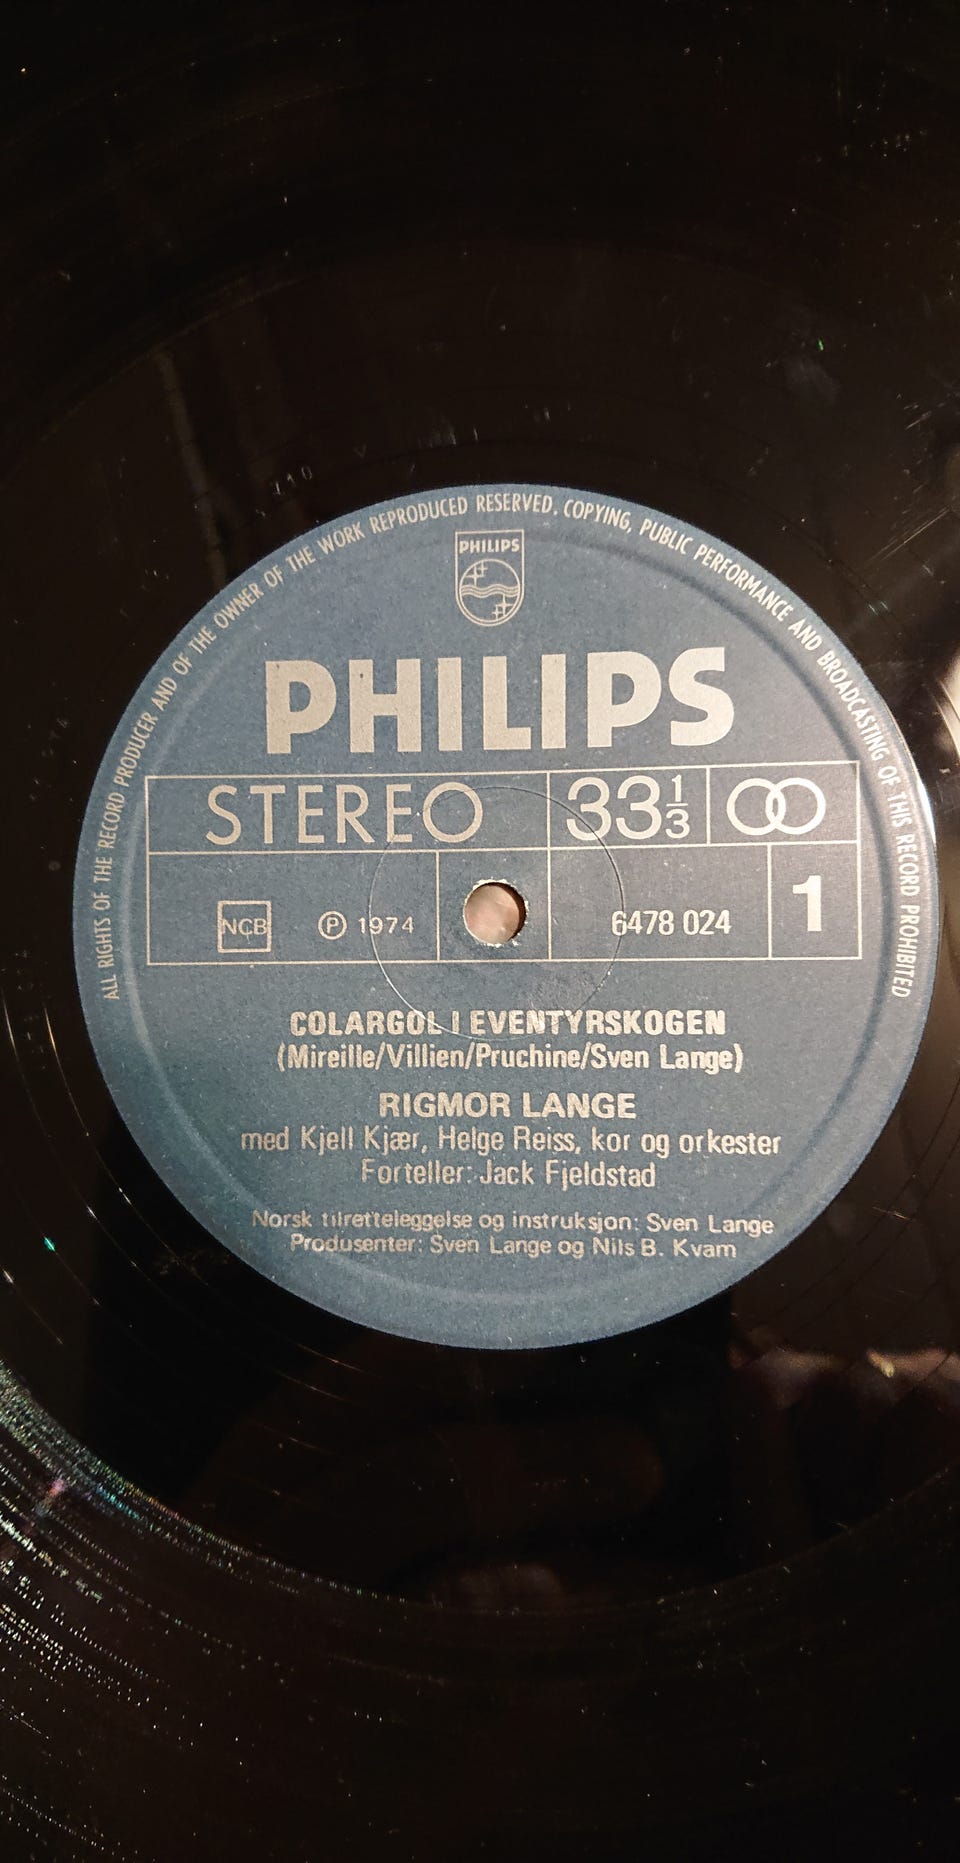 ALL RIGHTS OF THE RECORD PRODUCER AND OF THE OWNER OF THE WORK REPRODUCED RESERVED. COPYING, PUBLIC PERFORMANCE AND BROADCASTING OF THIS RECORD PROHIBITED
PHILIPS
PHILIPS
STEREO 33 1/3
NCB Ⓟ 1974 6478 024 1
COLARGOL I EVENTYRSKOGEN
(Mireille/Villien/Pruchine/Sven Lange)
RIGMOR LANGE
med Kjell Kjær, Helge Reiss, kor og orkester
Forteller: Jack Fjeldstad
Norsk tilretteleggelse og instruksjon: Sven Lange
Produsenter: Sven Lange og Nils B. Kvam